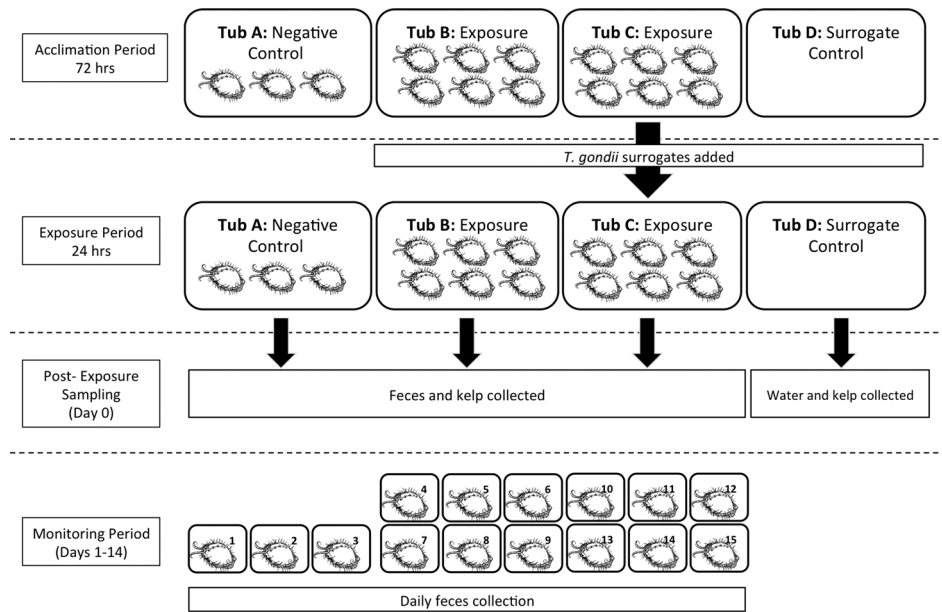 Acclimation Period
72 hrs
Tub A: Negative
Control
Tub B: Exposure
Tub C: Exposure
Tub D: Surrogate
Control
T. gondii surrogates added
Exposure Period
24 hrs
Tub A: Negative
Control
Tub B: Exposure
Tub C: Exposure
Tub D: Surrogate
Control
Post- Exposure
Sampling
(Day 0)
Feces and kelp collected
Water and kelp collected
Monitoring Period
(Days 1-14)
4 5 6 10 11 12
1 2 3 7 8 9 13 14 15
Daily feces collection